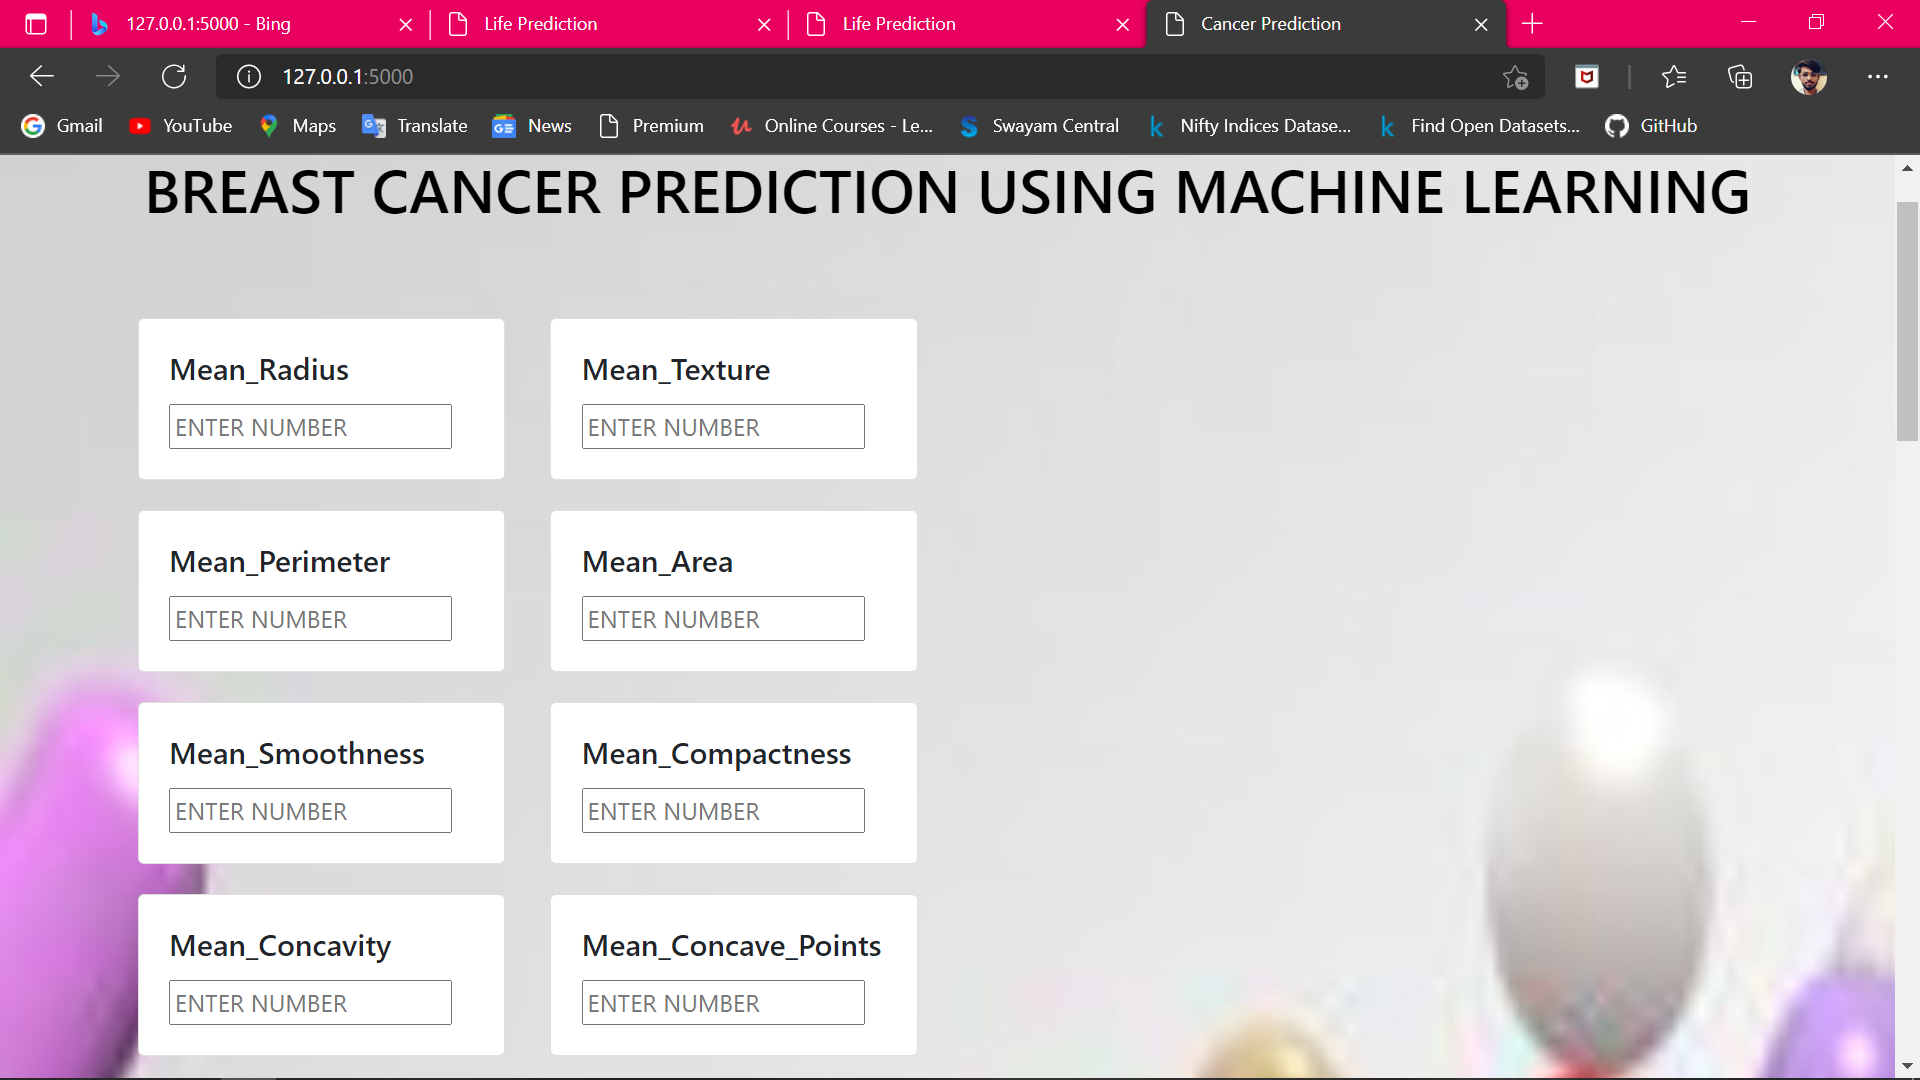 127.0.0.1:5000 - Bing
Life Prediction
Life Prediction
Cancer Prediction
127.0.0.1:5000
Gmail
YouTube
Maps
Translate
News
Premium
Online Courses - Le...
Swayam Central
Nifty Indices Datase...
Find Open Datasets...
GitHub
BREAST CANCER PREDICTION USING MACHINE LEARNING
Mean_Radius
ENTER NUMBER
Mean_Texture
ENTER NUMBER
Mean_Perimeter
ENTER NUMBER
Mean_Area
ENTER NUMBER
Mean_Smoothness
ENTER NUMBER
Mean_Compactness
ENTER NUMBER
Mean_Concavity
ENTER NUMBER
Mean_Concave_Points
ENTER NUMBER